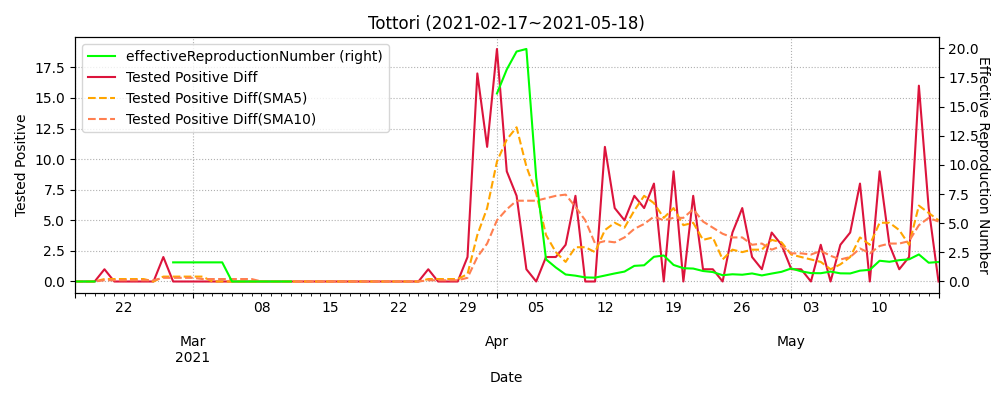 Tottori (2021-02-17~2021-05-18)
effectiveReproductionNumber (right)
Tested Positive Diff
Tested Positive Diff(SMA5)
Tested Positive Diff(SMA10)
Tested Positive
17.5
15.0
12.5
10.0
7.5
5.0
2.5
0.0
20.0
17.5
15.0
12.5
10.0
7.5
5.0
2.5
0.0
Effective Reproduction Number
22 08 15 22 29 05 12 19 26 03 10
Mar Apr May
2021
Date